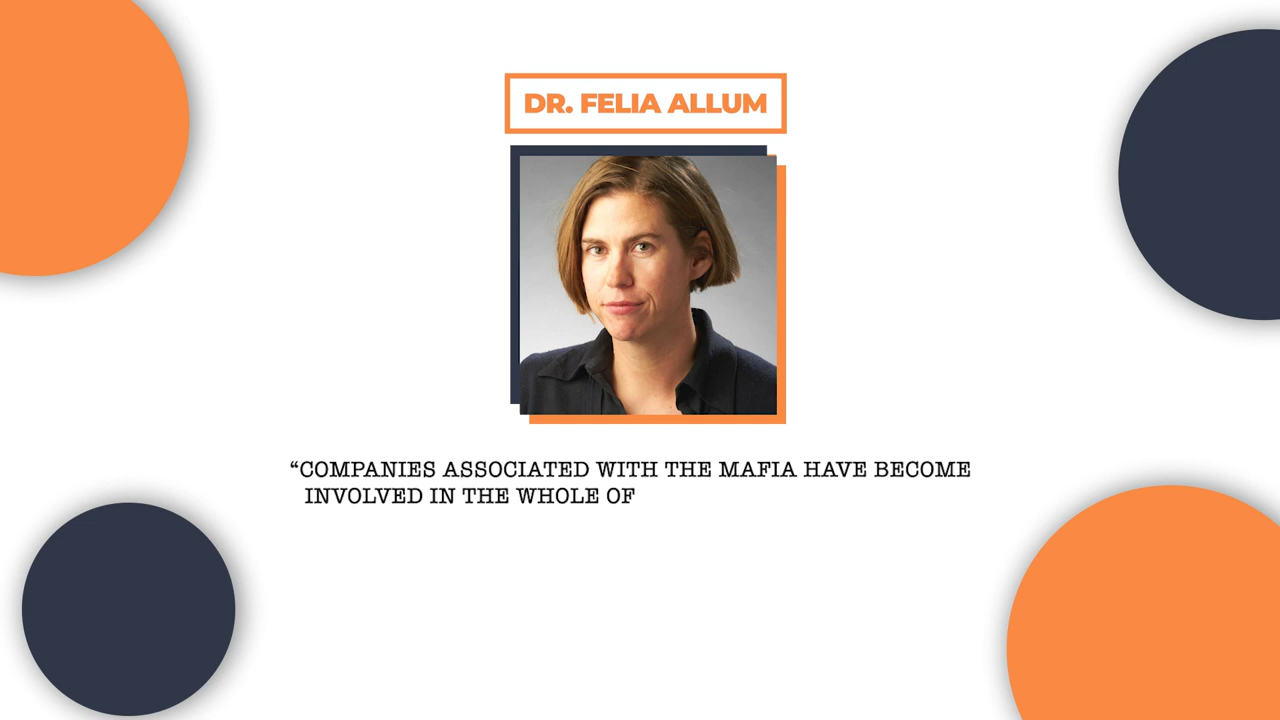 DR. FELIA ALLUM
“COMPANIES ASSOCIATED WITH THE MAFIA HAVE BECOME
INVOLVED IN THE WHOLE OF